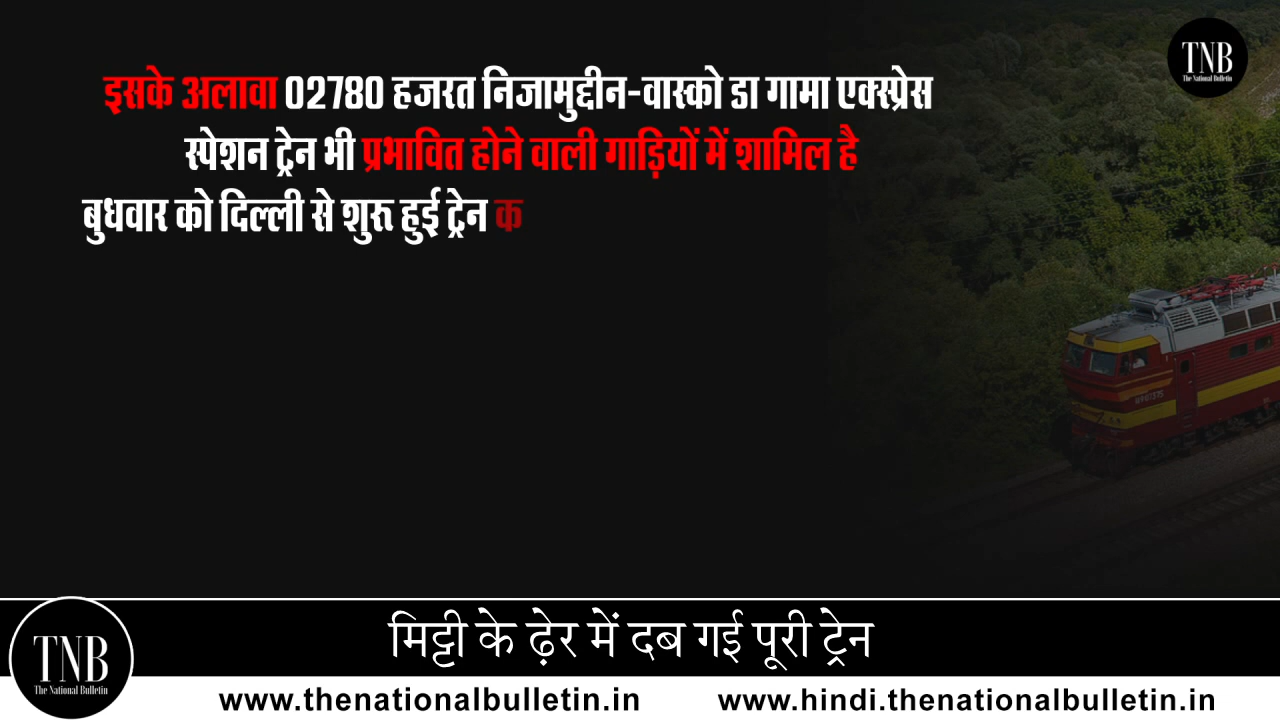 TNB
The National Bulletin
इसके अलावा 02780 हजरत निजामुद्दीन-वास्को डा गामा एक्स्प्रेस
स्पेशन ट्रेन भी प्रभावित होने वाली गाड़ियों में शामिल है
बुधवार को दिल्ली से शुरू हुई ट्रेन क
मिट्टी के ढ़ेर में दब गई पूरी ट्रेन
TNB
The National Bulletin
www.thenationalbulletin.in www.hindi.thenationalbulletin.in